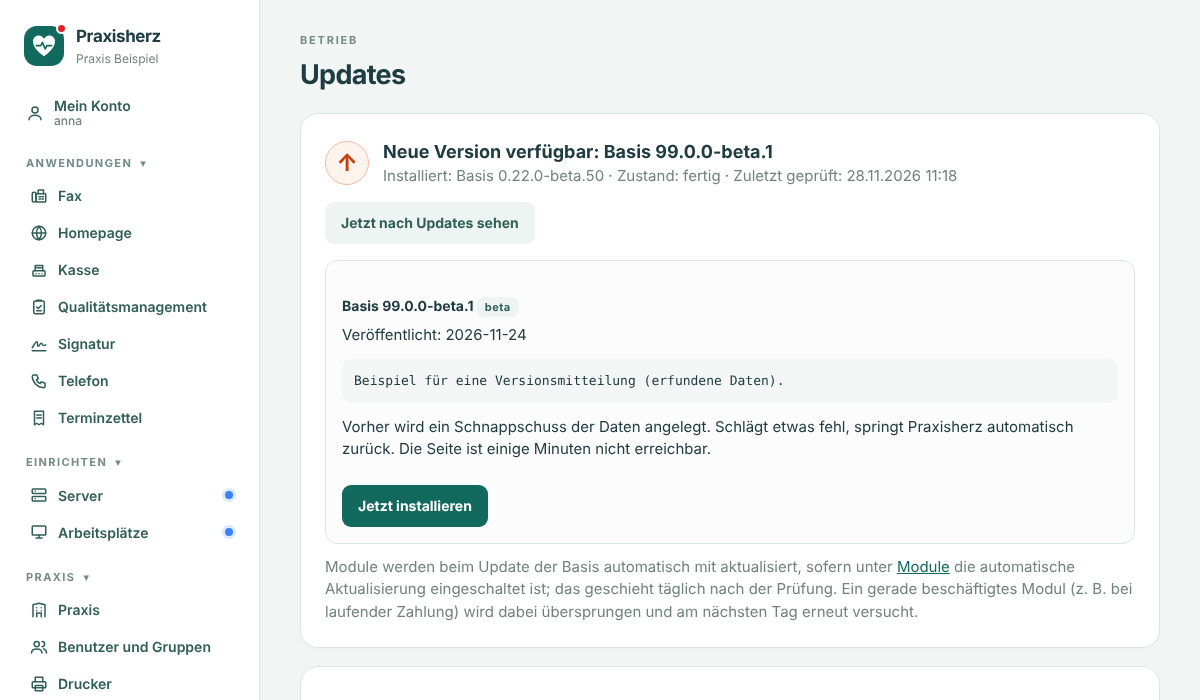 Praxisherz
Praxis Beispiel
Mein Konto
anna
ANWENDUNGEN ▾
Fax
Homepage
Kasse
Qualitätsmanagement
Signatur
Telefon
Terminzettel
EINRICHTEN ▾
Server
Arbeitsplätze
PRAXIS ▾
Praxis
Benutzer und Gruppen
Drucker
BETRIEB
Updates
Neue Version verfügbar: Basis 99.0.0-beta.1
Installiert: Basis 0.22.0-beta.50 · Zustand: fertig · Zuletzt geprüft: 28.11.2026 11:18
Jetzt nach Updates sehen
Basis 99.0.0-beta.1 beta
Veröffentlicht: 2026-11-24
Beispiel für eine Versionsmitteilung (erfundene Daten).
Vorher wird ein Schnappschuss der Daten angelegt. Schlägt etwas fehl, springt Praxisherz automatisch
zurück. Die Seite ist einige Minuten nicht erreichbar.
Jetzt installieren
Module werden beim Update der Basis automatisch mit aktualisiert, sofern unter Module die automatische
Aktualisierung eingeschaltet ist; das geschieht täglich nach der Prüfung. Ein gerade beschäftigtes Modul (z. B. bei
laufender Zahlung) wird dabei übersprungen und am nächsten Tag erneut versucht.